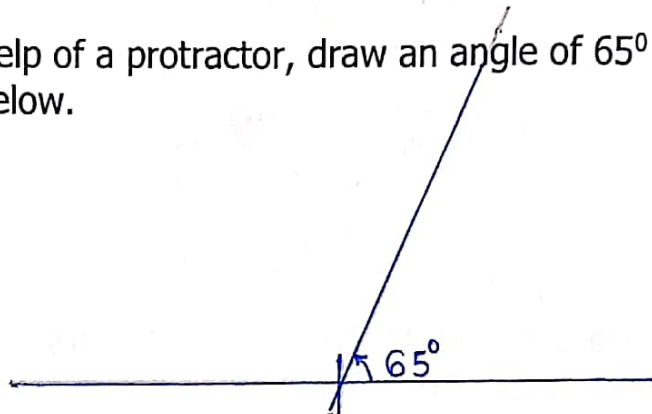 elp of a protractor, draw an angle of 65⁰
elow.
65⁰